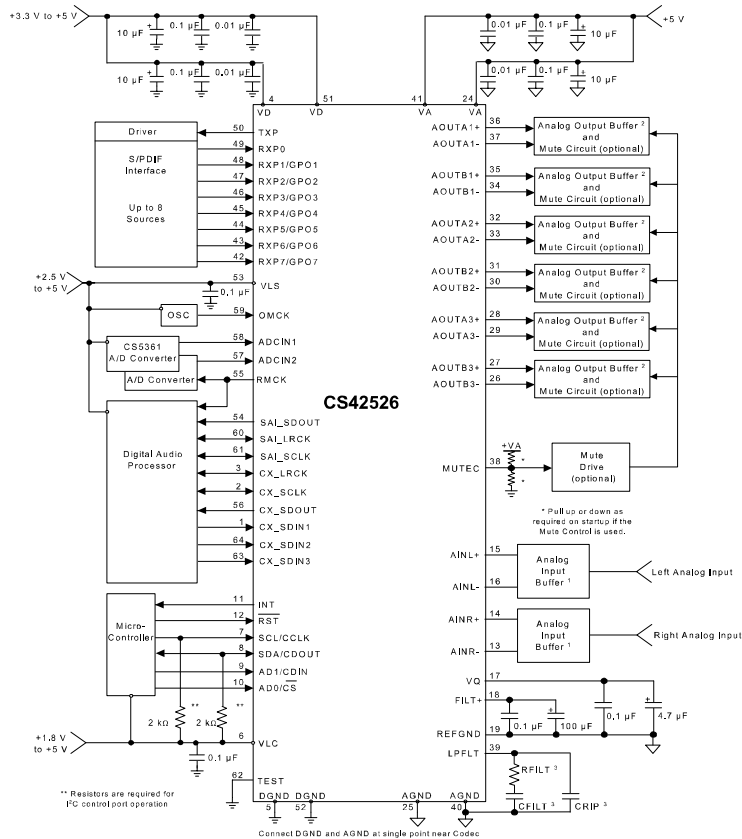 +3.3 V to +5 V
10 µF
0.1 µF
0.01 µF
10 µF
0.1 µF
0.01 µF
0.01 µF
0.1 µF
10 µF
+5 V
0.01 µF
0.1 µF
10 µF
4
51
41
24
VD
VD
VA
VA
Driver
S/PDIF
Interface
Up to 8
Sources
50 TXP
49 RXP0
48 RXP1/GPO1
47 RXP2/GPO2
46 RXP3/GPO3
45 RXP4/GPO4
44 RXP5/GPO5
43 RXP6/GPO6
42 RXP7/GPO7
+2.5 V
to +5 V
53 VLS
0.1 µF
OSC
59 OMCK
CS5361
A/D Converter
58 ADCIN1
57 ADCIN2
A/D Converter
55 RMCK
CS42526
Digital Audio
Processor
54 SAI_SDOUT
60 SAI_LRCK
61 SAI_SCLK
3 CX_LRCK
2 CX_SCLK
56 CX_SDOUT
1 CX_SDIN1
64 CX_SDIN2
63 CX_SDIN3
Micro-
Controller
11 INT
12 RST
7 SCL/CCLK
8 SDA/CDOUT
9 AD1/CDIN
10 AD0/CS
**
**
2 kΩ
2 kΩ
+1.8 V
to +5 V
6 VLC
0.1 µF
62 TEST
** Resistors are required for
I²C control port operation
DGND
DGND
AGND
AGND
5
52
25
40
Connect DGND and AGND at single point near Codec
AOUTA1+ 36
AOUTA1- 37
Analog Output Buffer ²
and
Mute Circuit (optional)
AOUTB1+ 35
AOUTB1- 34
Analog Output Buffer ²
and
Mute Circuit (optional)
AOUTA2+ 32
AOUTA2- 33
Analog Output Buffer ²
and
Mute Circuit (optional)
AOUTB2+ 31
AOUTB2- 30
Analog Output Buffer ²
and
Mute Circuit (optional)
AOUTA3+ 28
AOUTA3- 29
Analog Output Buffer ²
and
Mute Circuit (optional)
AOUTB3+ 27
AOUTB3- 26
Analog Output Buffer ²
and
Mute Circuit (optional)
+VA
*
*
MUTEC 38
Mute
Drive
(optional)
* Pull up or down as
required on startup if the
Mute Control is used.
AINL+ 15
AINL- 16
Analog
Input
Buffer ¹
Left Analog Input
AINR+ 14
AINR- 13
Analog
Input
Buffer ¹
Right Analog Input
VQ 17
FILT+ 18
0.1 µF
100 µF
0.1 µF
4.7 µF
REFGND 19
LPFLT 39
RFILT ³
CFILT ³
CRIP ³